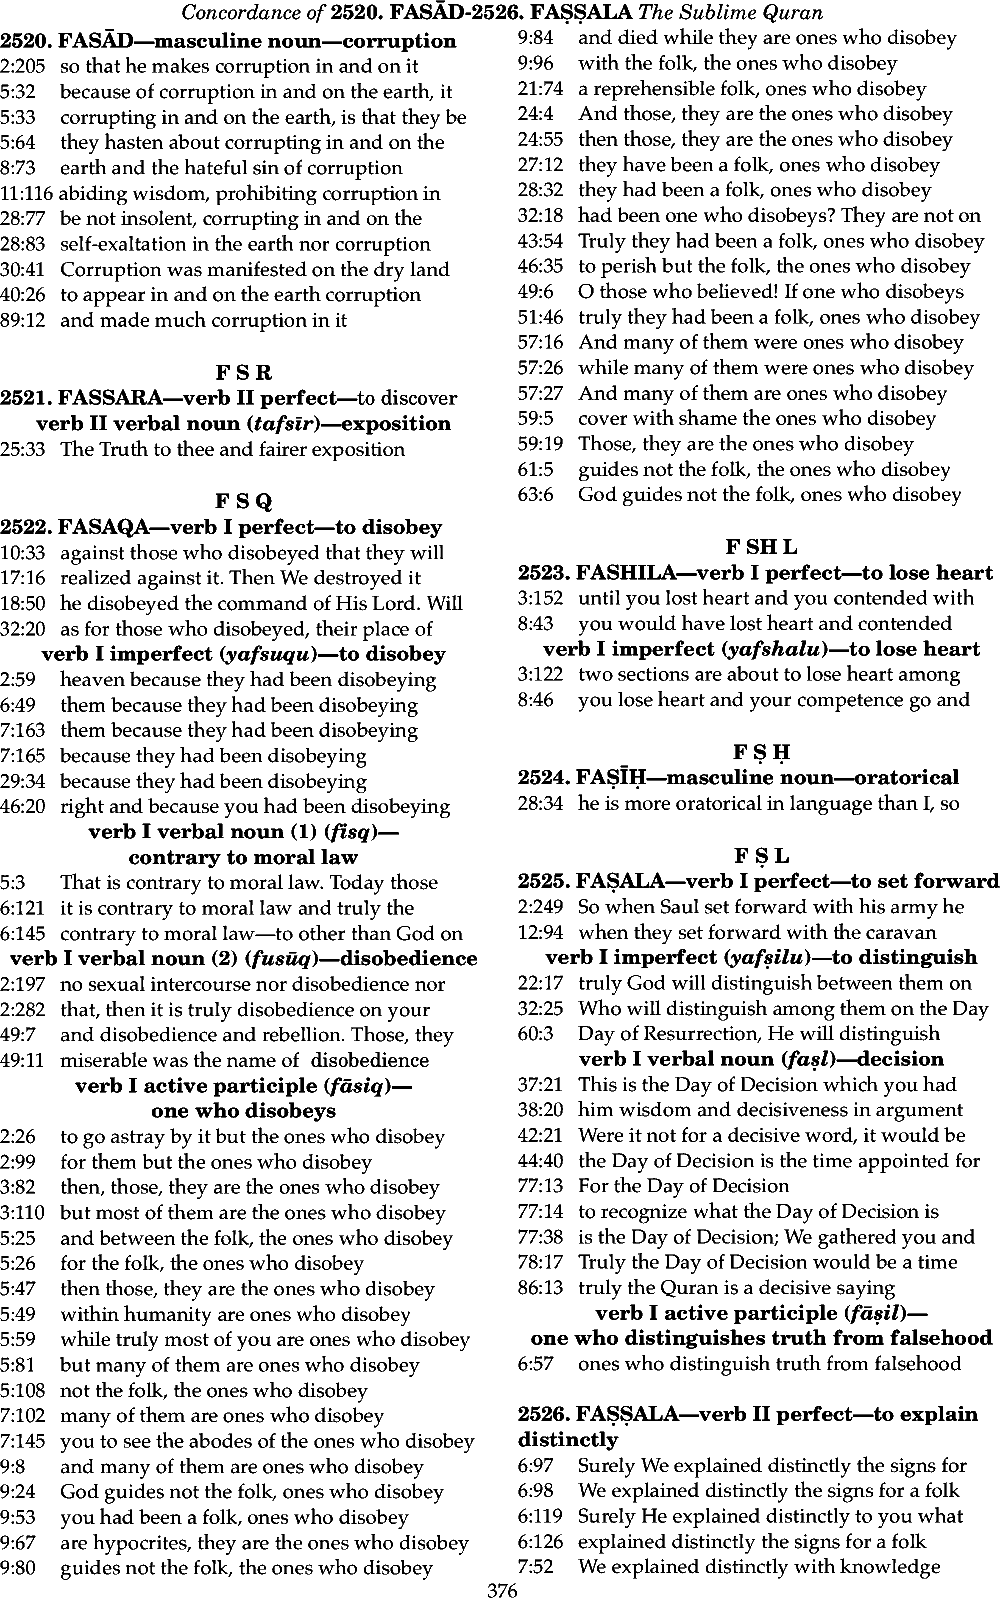 Concordance of 2520. FASĀD-2526. FAṢṢALA The Sublime Quran
2520. FASĀD—masculine noun—corruption
2:205 so that he makes corruption in and on it
5:32 because of corruption in and on the earth, it
5:33 corrupting in and on the earth, is that they be
5:64 they hasten about corrupting in and on the
8:73 earth and the hateful sin of corruption
11:116 abiding wisdom, prohibiting corruption in
28:77 be not insolent, corrupting in and on the
28:83 self-exaltation in the earth nor corruption
30:41 Corruption was manifested on the dry land
40:26 to appear in and on the earth corruption
89:12 and made much corruption in it
F S R
2521. FASSARA—verb II perfect—to discover
verb II verbal noun (tafsīr)—exposition
25:33 The Truth to thee and fairer exposition
F S Q
2522. FASAQA—verb I perfect—to disobey
10:33 against those who disobeyed that they will
17:16 realized against it. Then We destroyed it
18:50 he disobeyed the command of His Lord. Will
32:20 as for those who disobeyed, their place of
verb I imperfect (yafsuqu)—to disobey
2:59 heaven because they had been disobeying
6:49 them because they had been disobeying
7:163 them because they had been disobeying
7:165 because they had been disobeying
29:34 because they had been disobeying
46:20 right and because you had been disobeying
verb I verbal noun (1) (fisq)—
contrary to moral law
5:3 That is contrary to moral law. Today those
6:121 it is contrary to moral law and truly the
6:145 contrary to moral law—to other than God on
verb I verbal noun (2) (fusūq)—disobedience
2:197 no sexual intercourse nor disobedience nor
2:282 that, then it is truly disobedience on your
49:7 and disobedience and rebellion. Those, they
49:11 miserable was the name of disobedience
verb I active participle (fāsiq)—
one who disobeys
2:26 to go astray by it but the ones who disobey
2:99 for them but the ones who disobey
3:82 then, those, they are the ones who disobey
3:110 but most of them are the ones who disobey
5:25 and between the folk, the ones who disobey
5:26 for the folk, the ones who disobey
5:47 then those, they are the ones who disobey
5:49 within humanity are ones who disobey
5:59 while truly most of you are ones who disobey
5:81 but many of them are ones who disobey
5:108 not the folk, the ones who disobey
7:102 many of them are ones who disobey
7:145 you to see the abodes of the ones who disobey
9:8 and many of them are ones who disobey
9:24 God guides not the folk, ones who disobey
9:53 you had been a folk, ones who disobey
9:67 are hypocrites, they are the ones who disobey
9:80 guides not the folk, the ones who disobey
9:84 and died while they are ones who disobey
9:96 with the folk, the ones who disobey
21:74 a reprehensible folk, ones who disobey
24:4 And those, they are the ones who disobey
24:55 then those, they are the ones who disobey
27:12 they have been a folk, ones who disobey
28:32 they had been a folk, ones who disobey
32:18 had been one who disobeys? They are not on
43:54 Truly they had been a folk, ones who disobey
46:35 to perish but the folk, the ones who disobey
49:6 O those who believed! If one who disobeys
51:46 truly they had been a folk, ones who disobey
57:16 And many of them were ones who disobey
57:26 while many of them were ones who disobey
57:27 And many of them are ones who disobey
59:5 cover with shame the ones who disobey
59:19 Those, they are the ones who disobey
61:5 guides not the folk, the ones who disobey
63:6 God guides not the folk, ones who disobey
F SH L
2523. FASHILA—verb I perfect—to lose heart
3:152 until you lost heart and you contended with
8:43 you would have lost heart and contended
verb I imperfect (yafshalu)—to lose heart
3:122 two sections are about to lose heart among
8:46 you lose heart and your competence go and
F Ṣ Ḥ
2524. FAṢĪḤ—masculine noun—oratorical
28:34 he is more oratorical in language than I, so
F Ṣ L
2525. FAṢALA—verb I perfect—to set forward
2:249 So when Saul set forward with his army he
12:94 when they set forward with the caravan
verb I imperfect (yafṣilu)—to distinguish
22:17 truly God will distinguish between them on
32:25 Who will distinguish among them on the Day
60:3 Day of Resurrection, He will distinguish
verb I verbal noun (faṣl)—decision
37:21 This is the Day of Decision which you had
38:20 him wisdom and decisiveness in argument
42:21 Were it not for a decisive word, it would be
44:40 the Day of Decision is the time appointed for
77:13 For the Day of Decision
77:14 to recognize what the Day of Decision is
77:38 is the Day of Decision; We gathered you and
78:17 Truly the Day of Decision would be a time
86:13 truly the Quran is a decisive saying
verb I active participle (fāṣil)—
one who distinguishes truth from falsehood
6:57 ones who distinguish truth from falsehood
2526. FAṢṢALA—verb II perfect—to explain
distinctly
6:97 Surely We explained distinctly the signs for
6:98 We explained distinctly the signs for a folk
6:119 Surely He explained distinctly to you what
6:126 explained distinctly the signs for a folk
7:52 We explained distinctly with knowledge
376